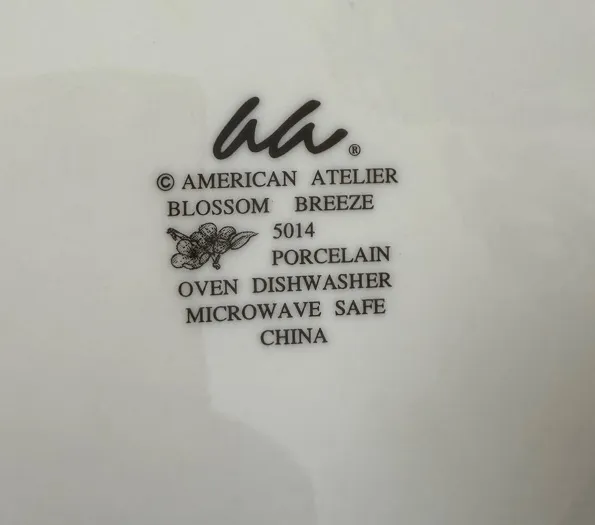 aa®
© AMERICAN ATELIER
BLOSSOM BREEZE
5014
PORCELAIN
OVEN DISHWASHER
MICROWAVE SAFE
CHINA